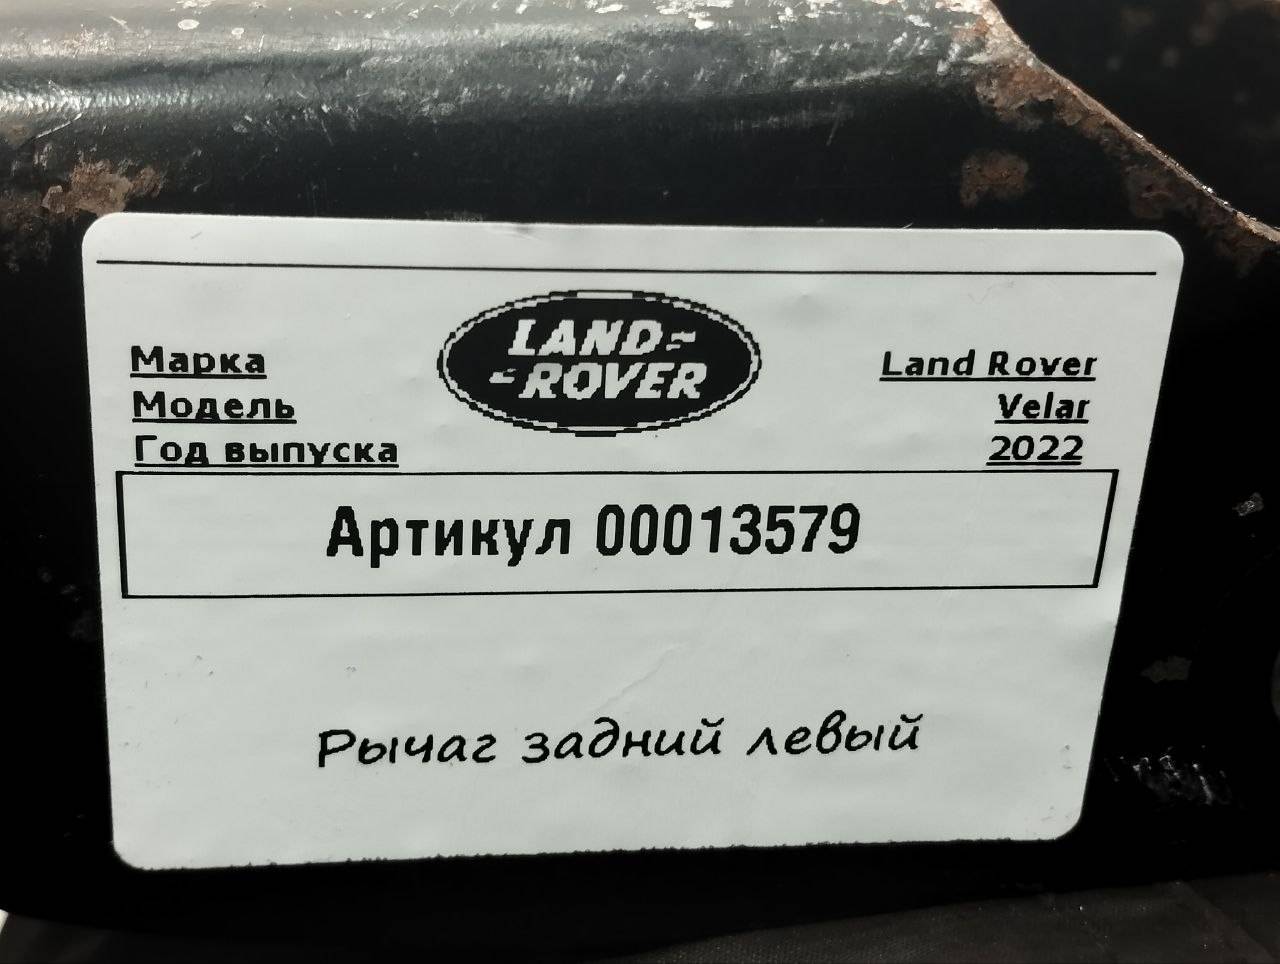 LAND
ROVER
Марка Land Rover
Модель Velar
Год выпуска 2022
Артикул 00013579
Рычаг задний левый